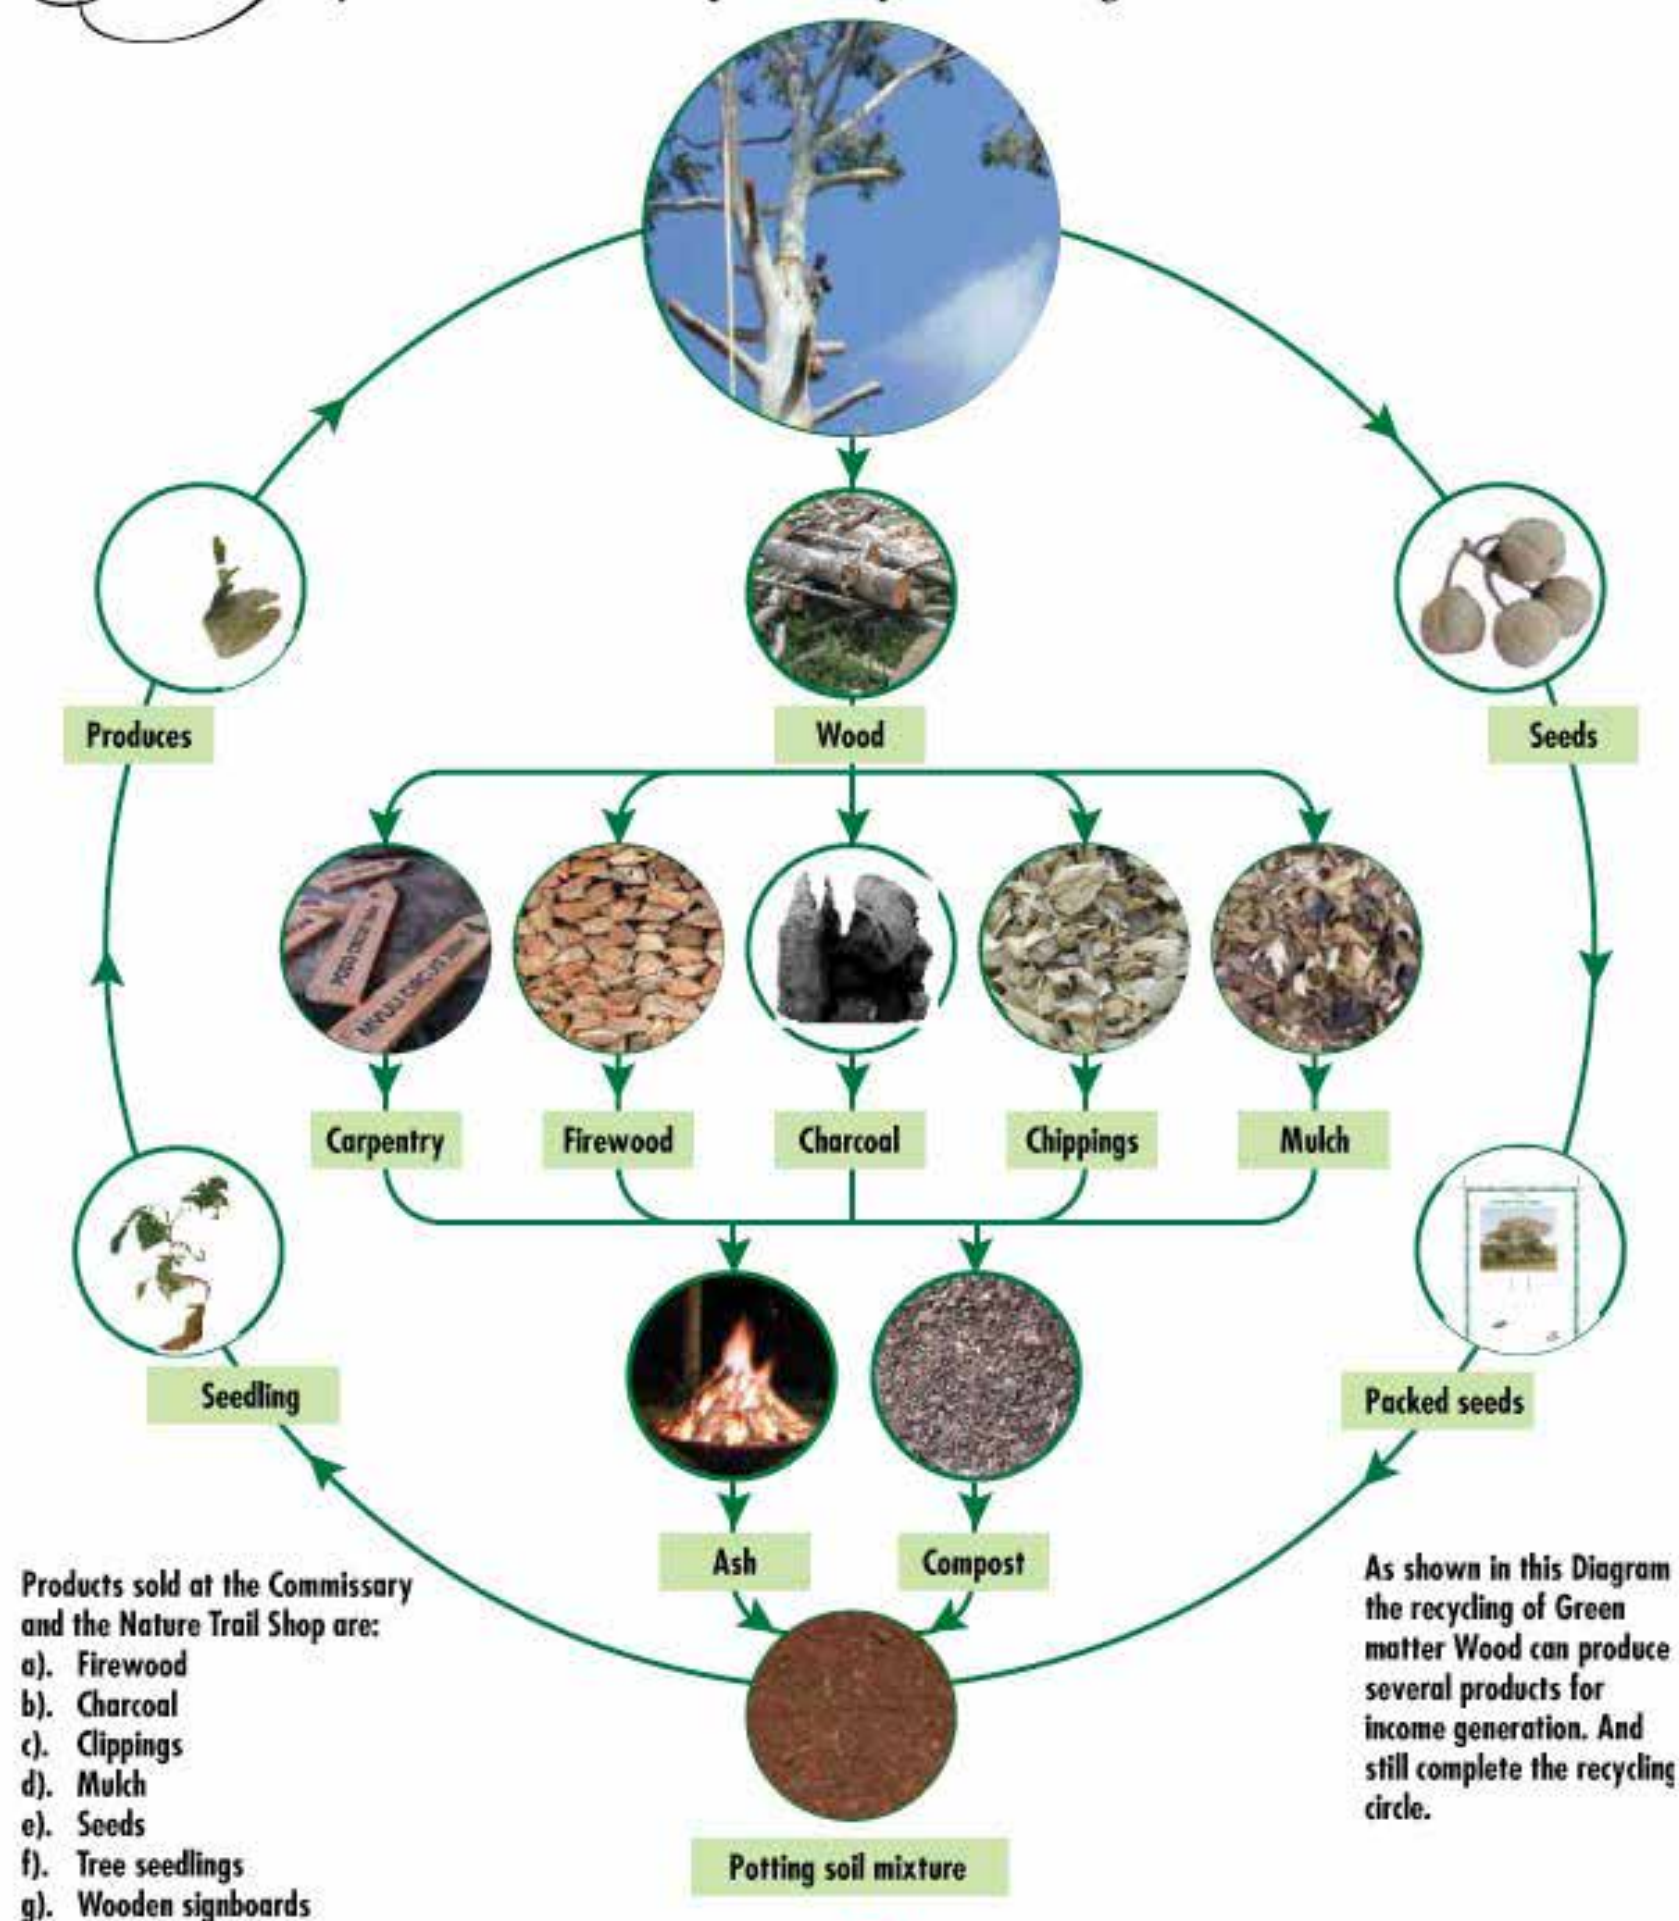 Produces
Wood
Seeds
Carpentry
Firewood
Charcoal
Chippings
Mulch
Seedling
Packed seeds
Ash
Compost
Potting soil mixture
Products sold at the Commissary
and the Nature Trail Shop are:
a). Firewood
b). Charcoal
c). Clippings
d). Mulch
e). Seeds
f). Tree seedlings
g). Wooden signboards
As shown in this Diagram
the recycling of Green
matter Wood can produce
several products for
income generation. And
still complete the recycling
circle.